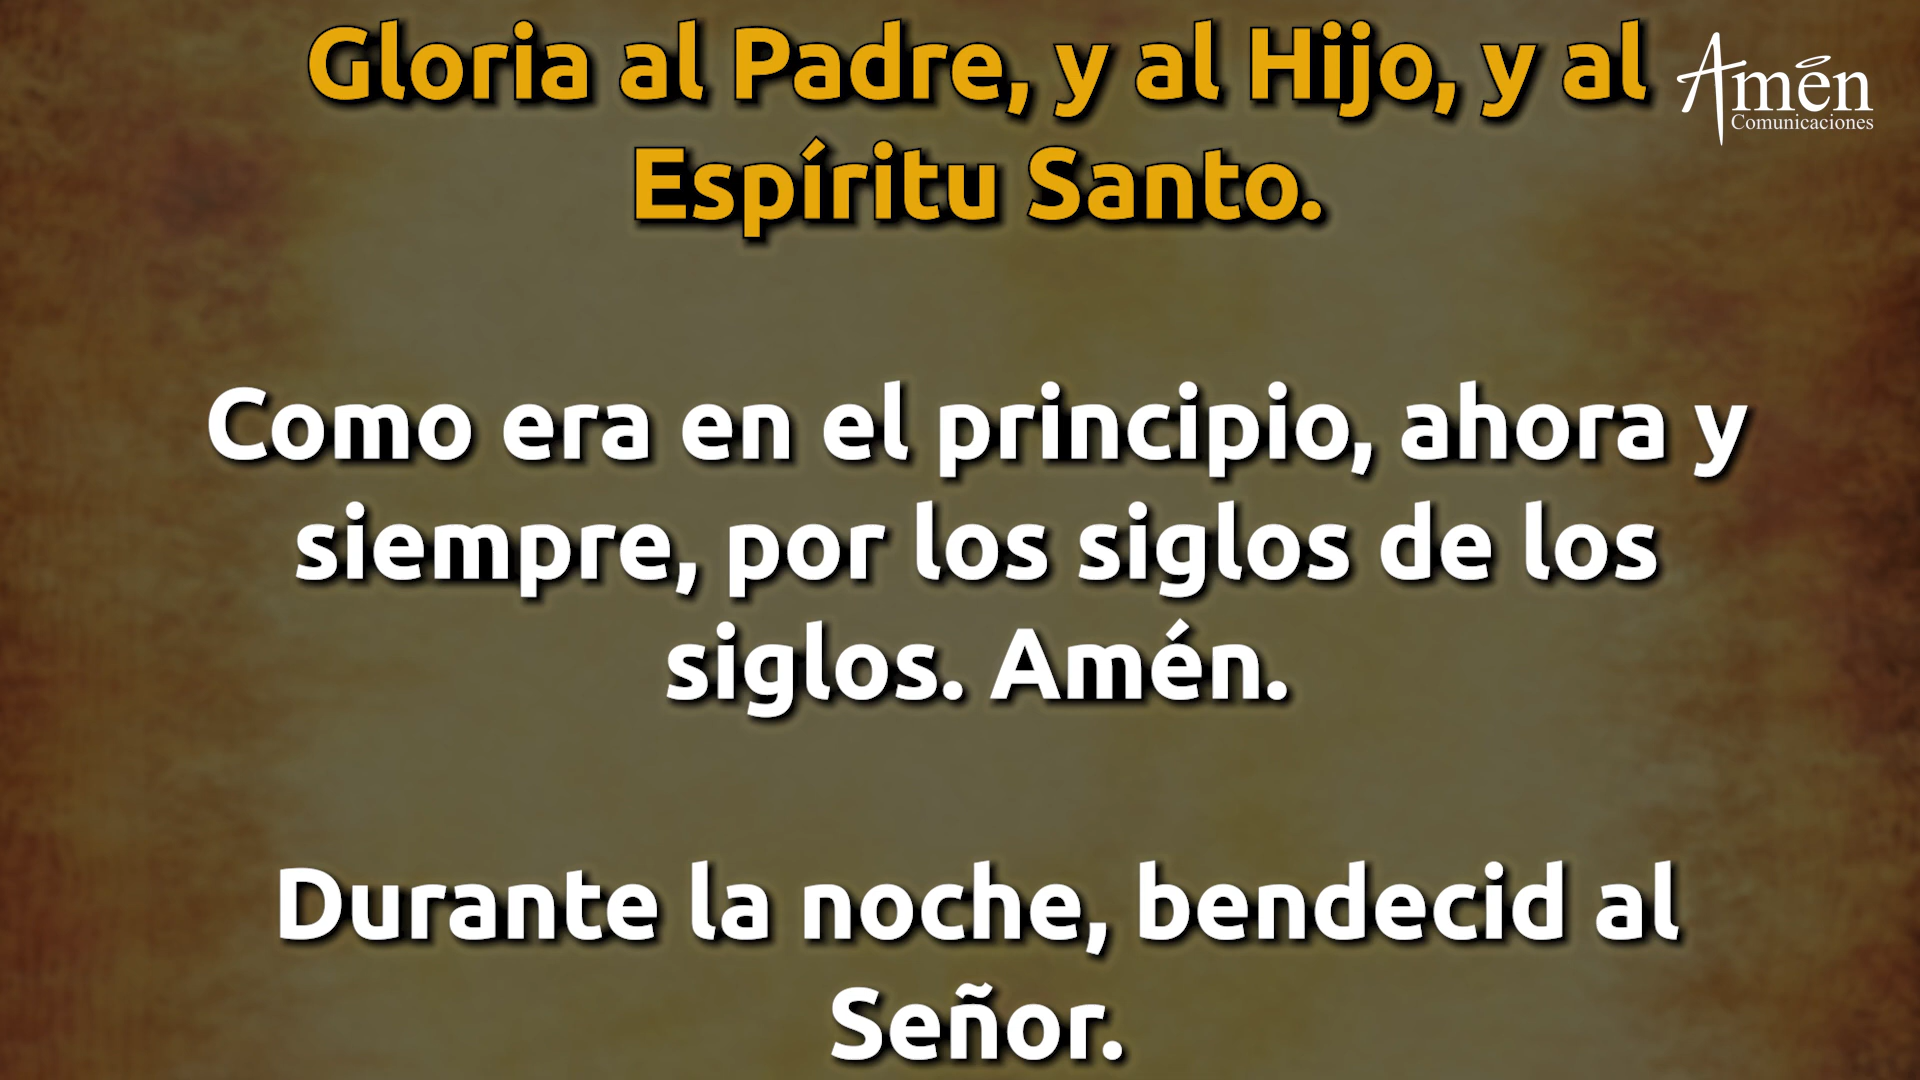 Gloria al Padre, y al Hijo, y al
Espíritu Santo.
Amén
Comunicaciones
Como era en el principio, ahora y
siempre, por los siglos de los
siglos. Amén.
Durante la noche, bendecid al
Señor.